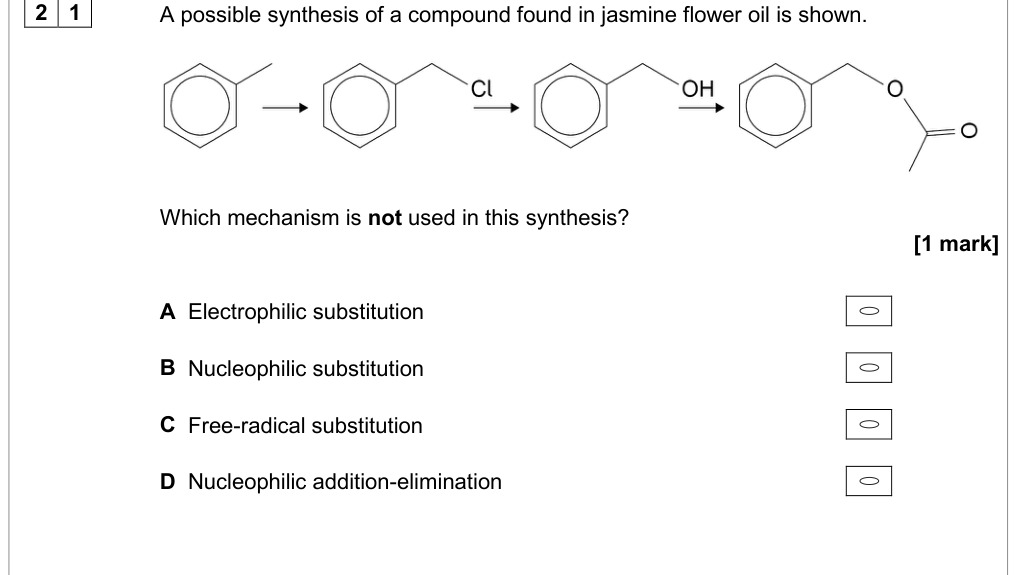 2 1 A possible synthesis of a compound found in jasmine flower oil is shown.
Cl OH O
O
Which mechanism is not used in this synthesis?
[1 mark]
A Electrophilic substitution
B Nucleophilic substitution
C Free-radical substitution
D Nucleophilic addition-elimination